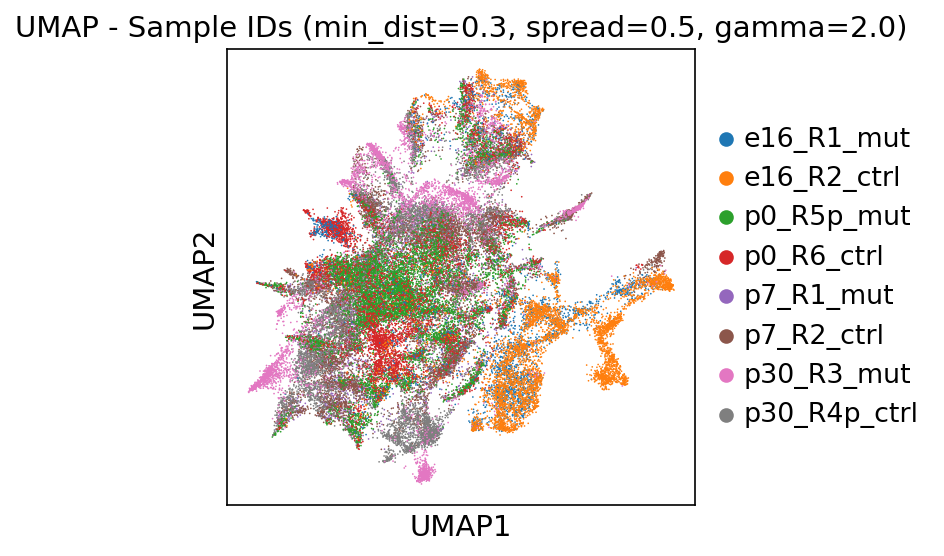 UMAP - Sample IDs (min_dist=0.3, spread=0.5, gamma=2.0)
UMAP2
e16_R1_mut
e16_R2_ctrl
p0_R5p_mut
p0_R6_ctrl
p7_R1_mut
p7_R2_ctrl
p30_R3_mut
p30_R4p_ctrl
UMAP1